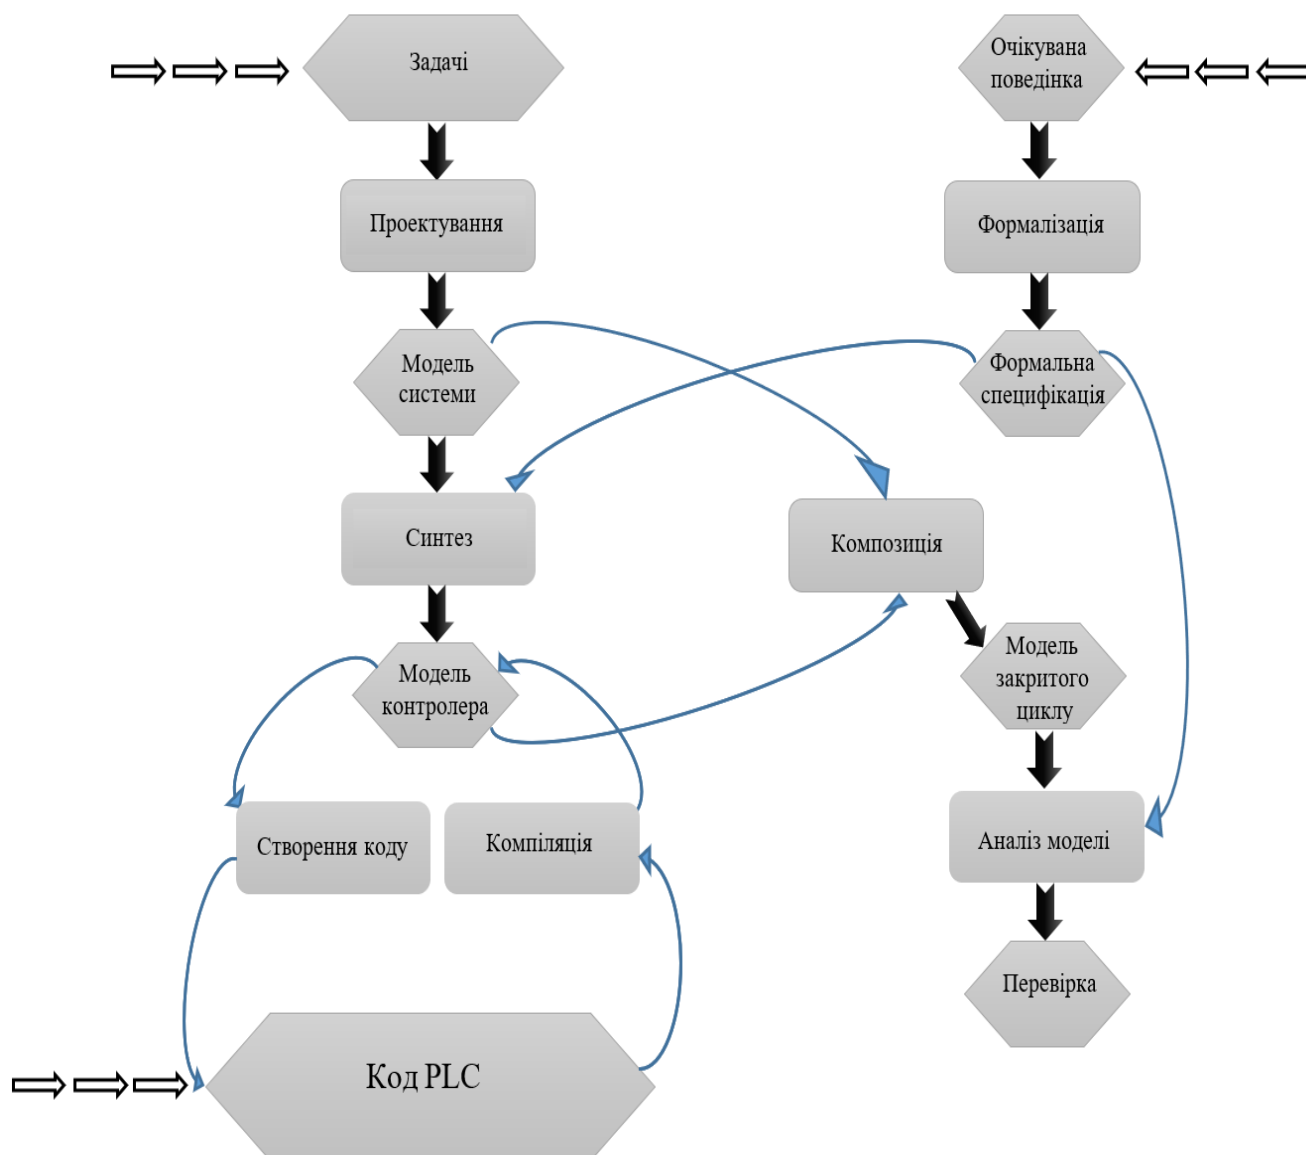 Задачі
Очікувана
поведінка
Проектування
Формалізація
Модель
системи
Формальна
специфікація
Синтез
Композиція
Модель
контролера
Модель
закритого
циклу
Створення коду
Компіляція
Аналіз моделі
Перевірка
Код PLC